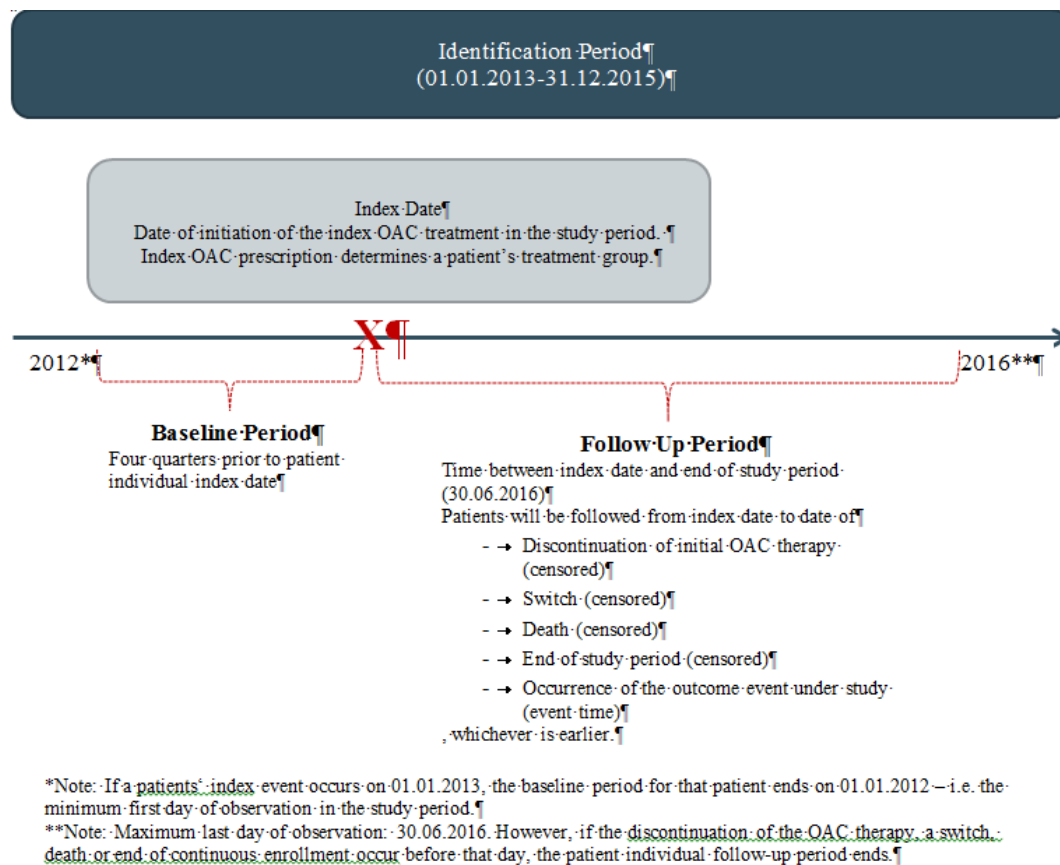 Identification Period¶
(01.01.2013-31.12.2015)¶
Index Date¶
Date of initiation of the index OAC treatment in the study period. ¶
Index OAC prescription determines a patient's treatment group.¶
X¶
2012*¶
2016**¶
Baseline Period¶
Four quarters prior to patient
individual index date¶
Follow Up Period¶
Time between index date and end of study period
(30.06.2016)¶
Patients will be followed from index date to date of¶
- → Discontinuation of initial OAC therapy
(censored)¶
- → Switch (censored)¶
- → Death (censored)¶
- → End of study period (censored)¶
- → Occurrence of the outcome event under study
(event time)¶
, whichever is earlier.¶
*Note: If a patients‘ index event occurs on 01.01.2013, the baseline period for that patient ends on 01.01.2012 – i.e. the
minimum first day of observation in the study period.¶
**Note: Maximum last day of observation: 30.06.2016. However, if the discontinuation of the OAC therapy, a switch,
death or end of continuous enrollment occur before that day, the patient individual follow-up period ends.¶